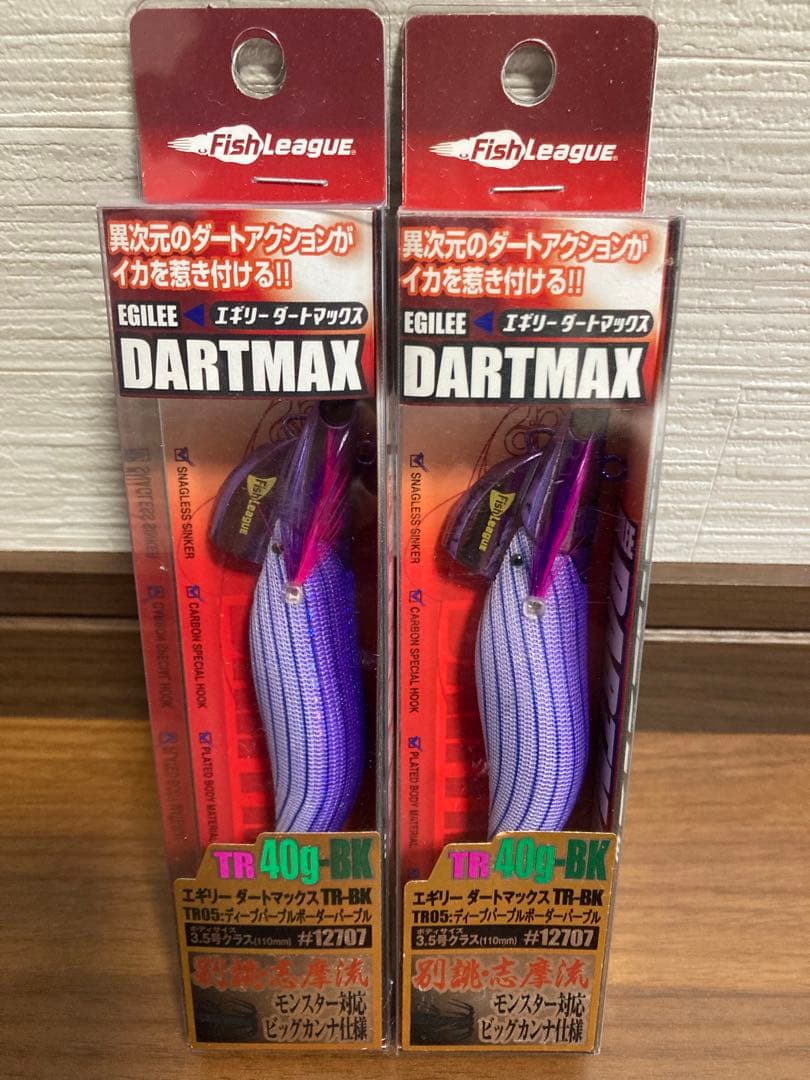 FishLeague
異次元のダートアクションが
イカを惹き付ける!!
EGILEE エギリー ダートマックス
DARTMAX
FishLeague
SNAGLESS SINKER
CARBON SPECIAL HOOK
PLATED BODY MATERIAL
TR 40g-BK
エギリー ダートマックス TR-BK
TR05:ディープパープルボーダーパープル
ボディサイズ
3.5号クラス(110mm) #12707
別誂・志摩流
モンスター対応
ビッグカンナ仕様
FishLeague
異次元のダートアクションが
イカを惹き付ける!!
EGILEE エギリー ダートマックス
DARTMAX
FishLeague
SNAGLESS SINKER
CARBON SPECIAL HOOK
PLATED BODY MATERIAL
TR 40g-BK
エギリー ダートマックス TR-BK
TR05:ディープパープルボーダーパープル
ボディサイズ
3.5号クラス(110mm) #12707
別誂・志摩流
モンスター対応
ビッグカンナ仕様